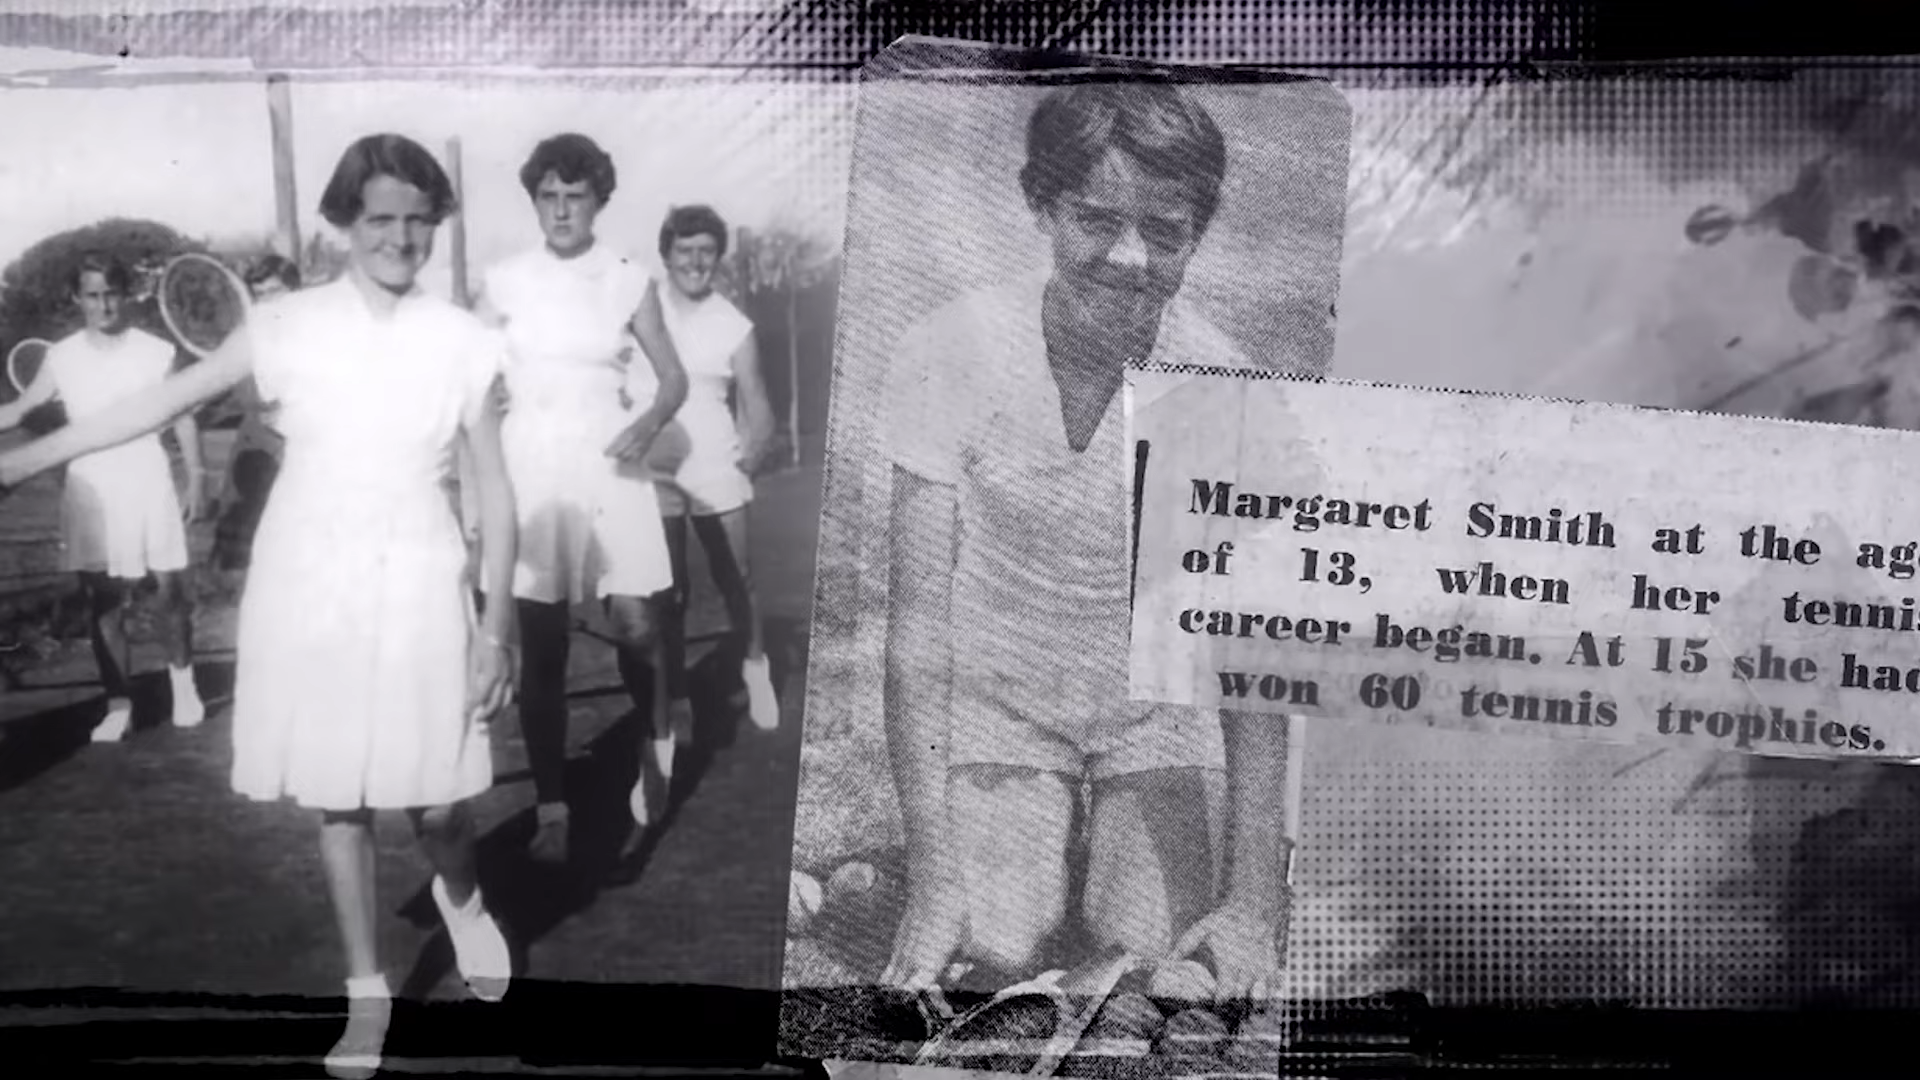 Margaret Smith at the ag
of 13, when her tennis
career began. At 15 she had
won 60 tennis trophies.